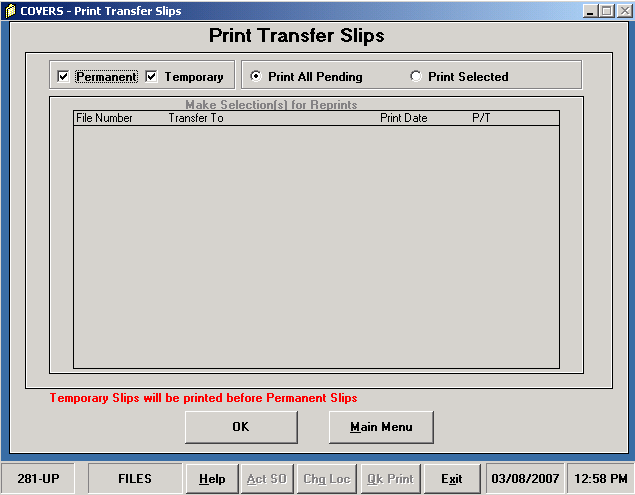 COVERS - Print Transfer Slips
Print Transfer Slips
Permanent Temporary Print All Pending Print Selected
Make Selection(s) for Reprints
File Number Transfer To Print Date P/T
Temporary Slips will be printed before Permanent Slips
OK Main Menu
281-UP FILES Help Act SO Chg Loc Qk Print Exit 03/08/2007 12:58 PM